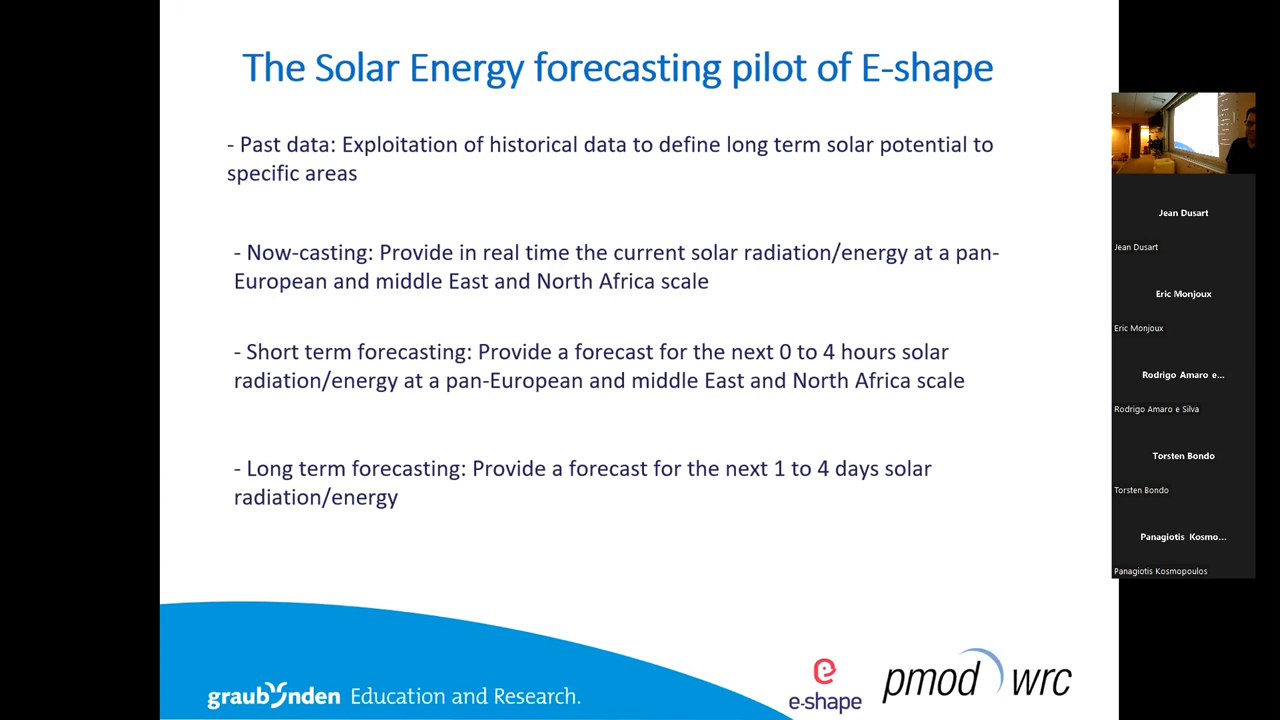 The Solar Energy forecasting pilot of E-shape
- Past data: Exploitation of historical data to define long term solar potential to
specific areas
- Now-casting: Provide in real time the current solar radiation/energy at a pan-
European and middle East and North Africa scale
- Short term forecasting: Provide a forecast for the next 0 to 4 hours solar
radiation/energy at a pan-European and middle East and North Africa scale
- Long term forecasting: Provide a forecast for the next 1 to 4 days solar
radiation/energy
graubünden Education and Research.
e-shape
pmod wrc
Jean Dusart
Jean Dusart
Eric Monjoux
Eric Monjoux
Rodrigo Amaro e...
Rodrigo Amaro e Silva
Torsten Bondo
Torsten Bondo
Panagiotis Kosmo...
Panagiotis Kosmopoulos